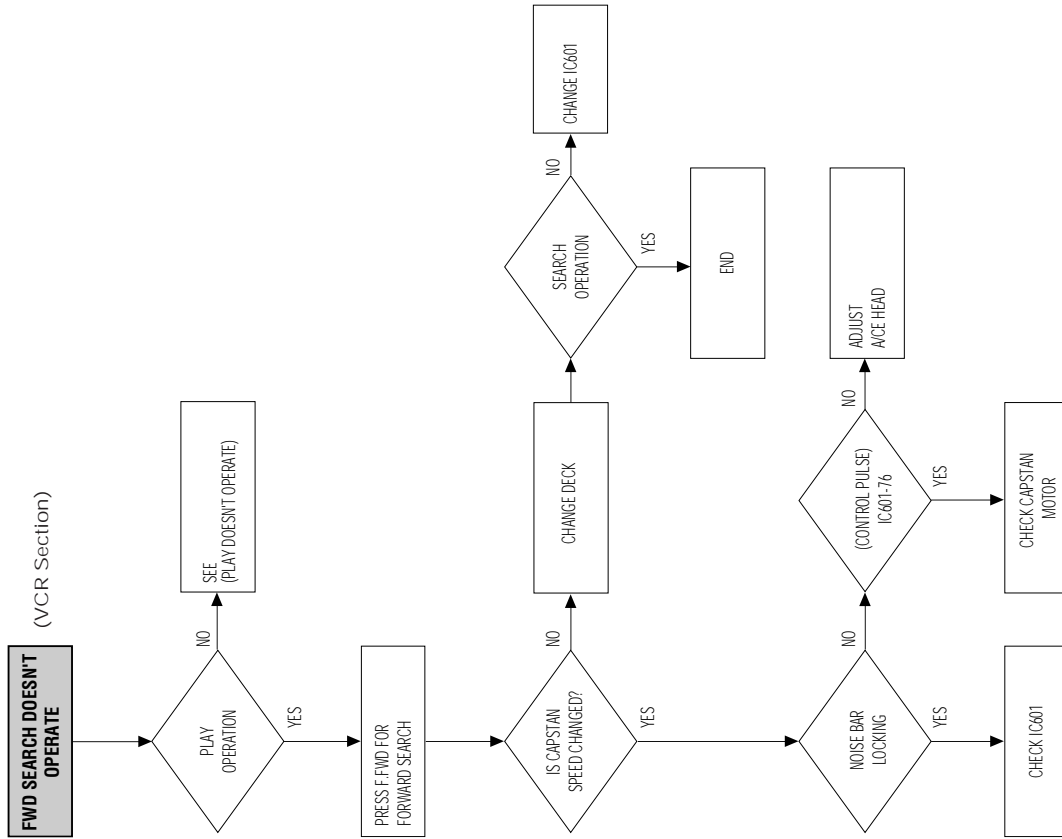 FWD SEARCH DOESN'T
OPERATE
(VCR Section)
PLAY
OPERATION
NO
SEE
(PLAY DOESN'T OPERATE)
YES
PRESS F.FWD FOR
FORWARD SEARCH
IS CAPSTAN
SPEED CHANGED?
NO
CHANGE DECK
SEARCH
OPERATION
NO
CHANGE IC601
YES
END
YES
NOISE BAR
LOCKING
NO
(CONTROL PULSE)
IC601-76
NO
ADJUST
A/CE HEAD
YES
CHECK CAPSTAN
MOTOR
YES
CHECK IC601